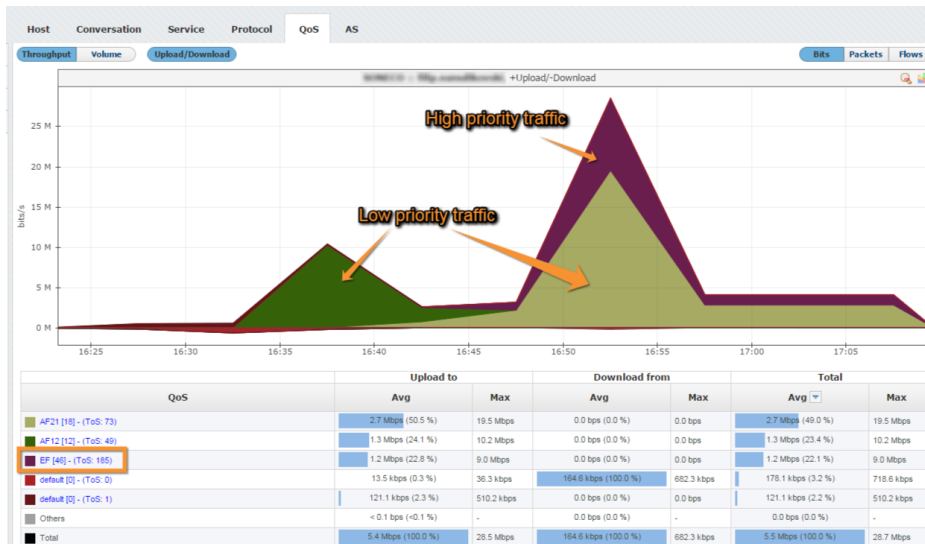 Host Conversation Service Protocol QoS AS
Throughput Volume Upload/Download Bits Packets Flows
+Upload/-Download
High priority traffic
Low priority traffic
bits/s
25 M
20 M
15 M
10 M
5 M
0 M
16:25 16:30 16:35 16:40 16:45 16:50 16:55 17:00 17:05
Upload to Download from Total
QoS Avg Max Avg Max Avg Max
AF21 [18] - (ToS: 73) 2.7 Mbps (50.5 %) 19.5 Mbps 0.0 bps (0.0 %) 0.0 bps 2.7 Mbps (49.0 %) 19.5 Mbps
AF12 [12] - (ToS: 49) 1.3 Mbps (24.1 %) 10.2 Mbps 0.0 bps (0.0 %) 0.0 bps 1.3 Mbps (23.4 %) 10.2 Mbps
EF [46] - (ToS: 185) 1.2 Mbps (22.8 %) 9.0 Mbps 0.0 bps (0.0 %) 0.0 bps 1.2 Mbps (22.1 %) 9.0 Mbps
default [0] - (ToS: 0) 13.5 kbps (0.3 %) 36.3 kbps 164.6 kbps (100.0 %) 682.3 kbps 178.1 kbps (3.2 %) 718.6 kbps
default [0] - (ToS: 1) 121.1 kbps (2.3 %) 510.2 kbps 0.0 bps (0.0 %) 0.0 bps 121.1 kbps (2.2 %) 510.2 kbps
Others < 0.1 bps (<0.1 %) - 0.0 bps (0.0 %) - 0.0 bps (0.0 %) -
Total 5.4 Mbps (100.0 %) 28.5 Mbps 164.6 kbps (100.0 %) 682.3 kbps 5.5 Mbps (100.0 %) 28.7 Mbps